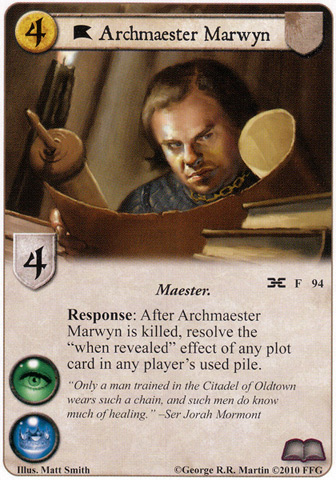 4 Archmaester Marwyn
4
Maester.
F 94
Response: After Archmaester
Marwyn is killed, resolve the
“when revealed” effect of any plot
card in any player's used pile.
“Only a man trained in the Citadel of Oldtown
wears such a chain, and such men do know
much of healing.” –Ser Jorah Mormont
Illus. Matt Smith
©George R.R. Martin ©2010 FFG